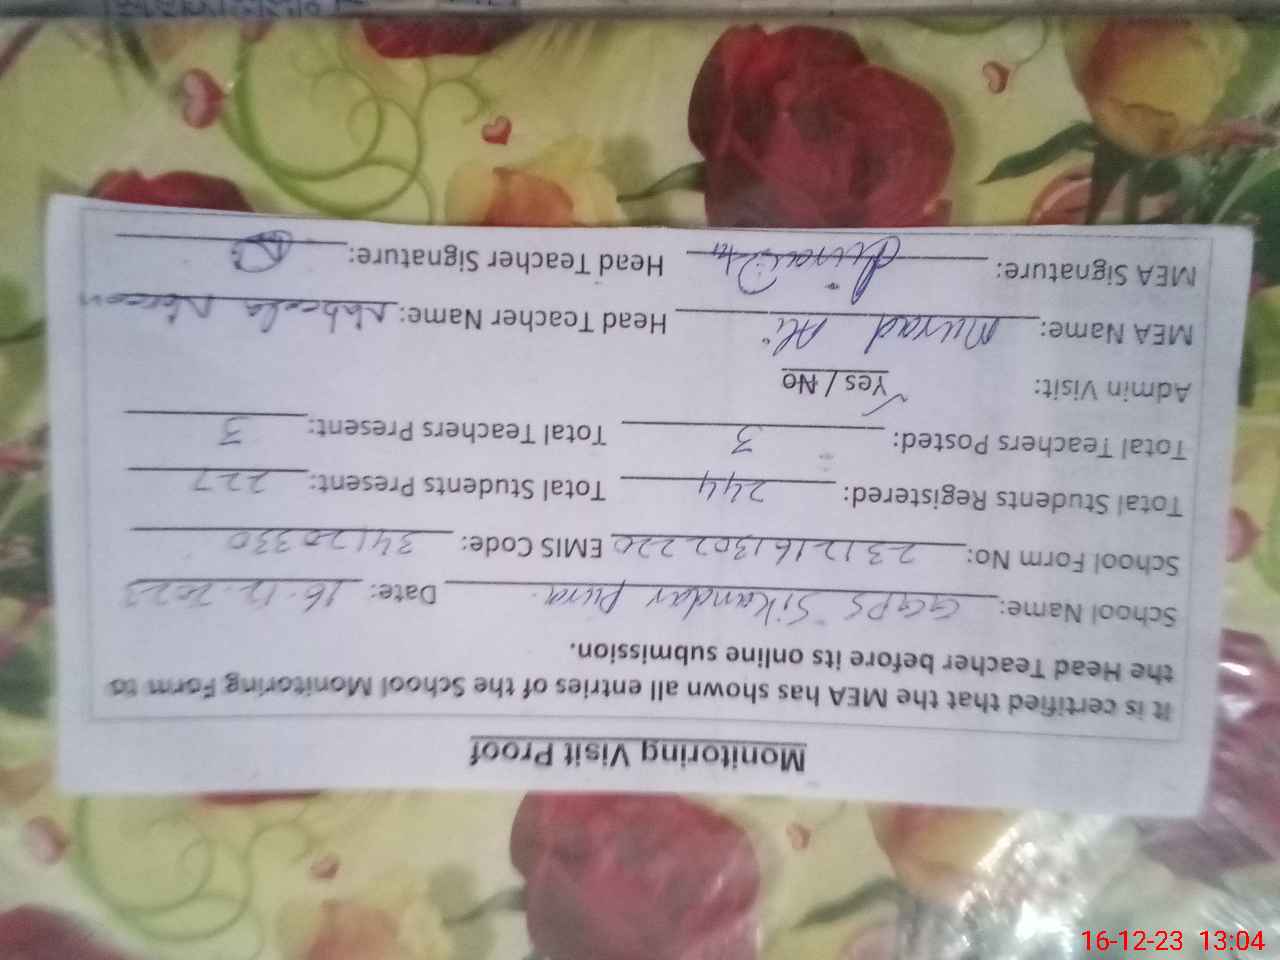 Monitoring Visit Proof
It is certified that the MEA has shown all entries of the School Monitoring Form to
the Head Teacher before its online submission.
School Name: GGPS Sikandar Pura. Date: 16.12.2023
School Form No: 231216130 2220 EMIS Code: 34120330
Total Students Registered: 244 Total Students Present: 227
Total Teachers Posted: 3 Total Teachers Present: 3
Admin Visit: Yes / No
MEA Name: Murad Ali Head Teacher Name: Nabeela
MEA Signature: Head Teacher Signature:
16-12-23 13:04